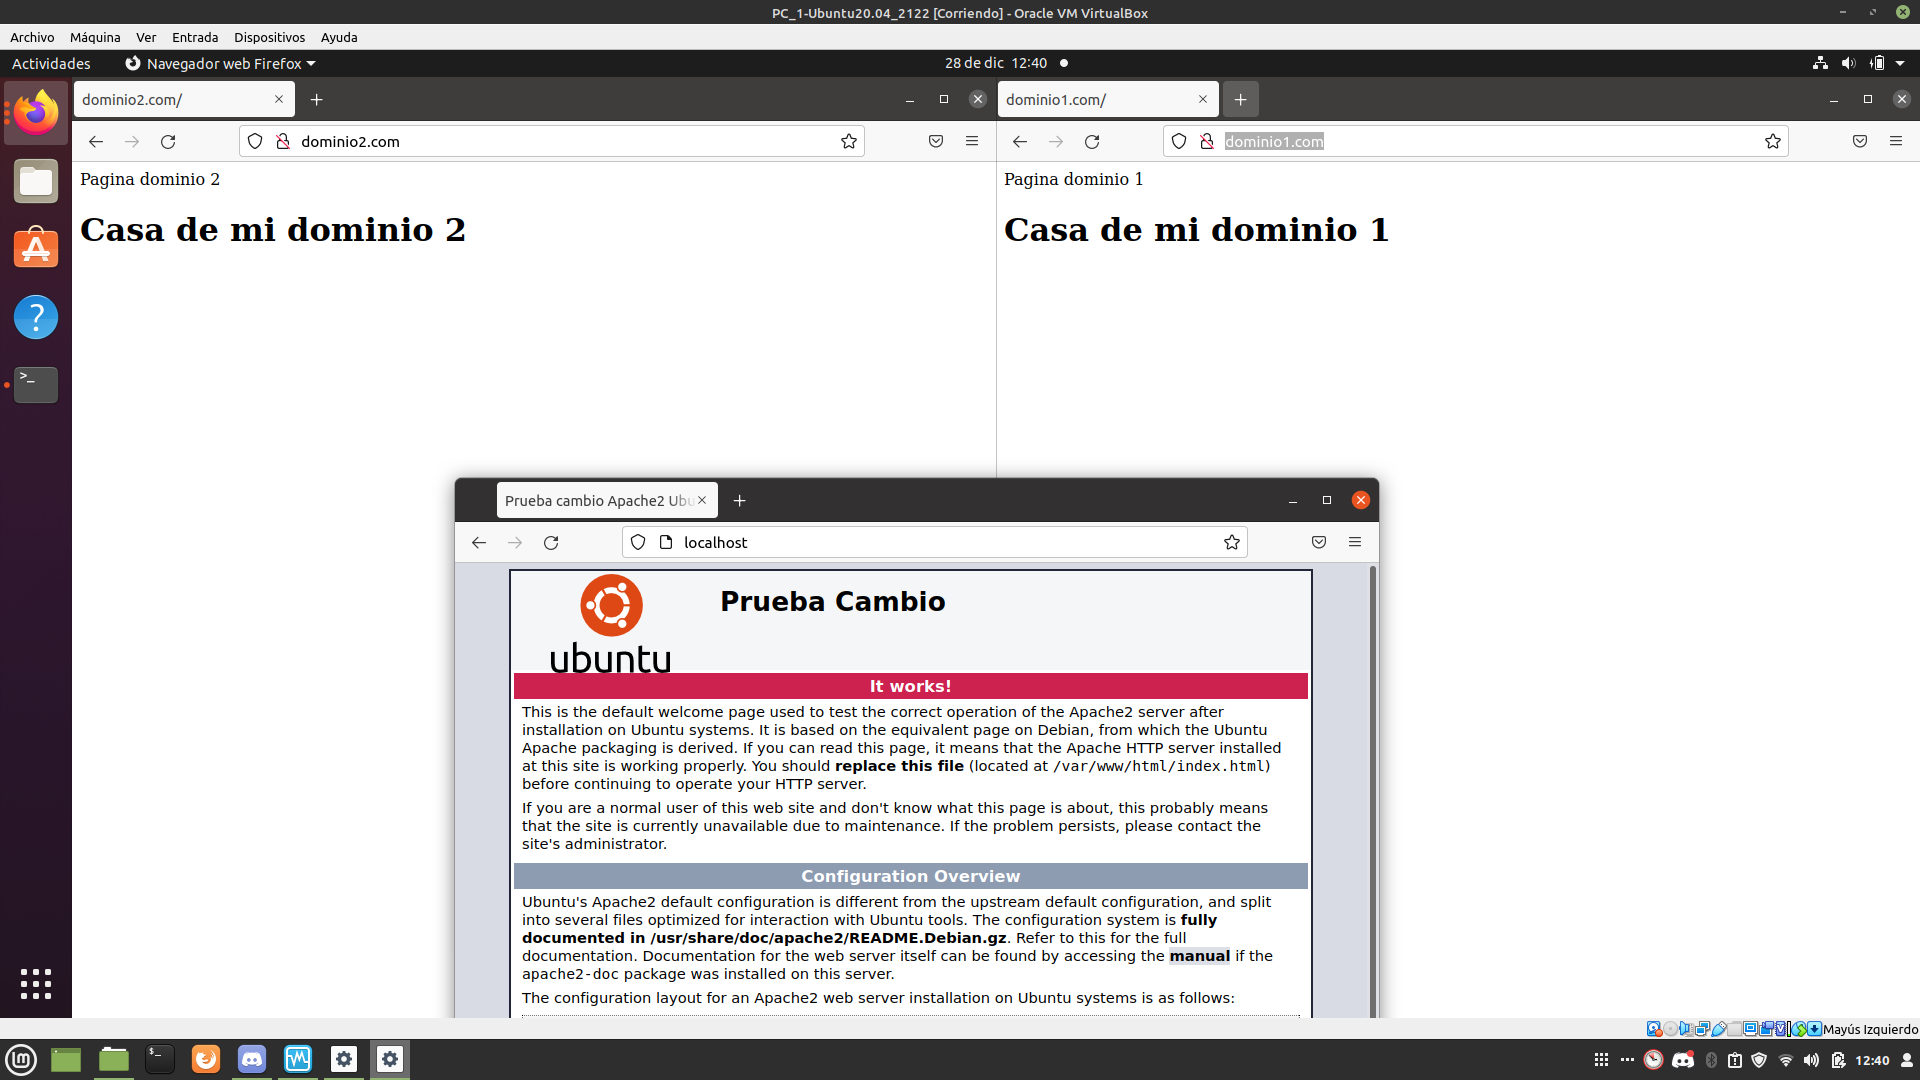 PC_1-Ubuntu20.04_2122 [Corriendo] - Oracle VM VirtualBox
Archivo Máquina Ver Entrada Dispositivos Ayuda
Actividades Navegador web Firefox 28 de dic 12:40
dominio2.com/
dominio2.com
Pagina dominio 2
Casa de mi dominio 2
dominio1.com/
dominio1.com
Pagina dominio 1
Casa de mi dominio 1
Prueba cambio Apache2 Ubu
localhost
ubuntu
Prueba Cambio
It works!
This is the default welcome page used to test the correct operation of the Apache2 server after
installation on Ubuntu systems. It is based on the equivalent page on Debian, from which the Ubuntu
Apache packaging is derived. If you can read this page, it means that the Apache HTTP server installed
at this site is working properly. You should replace this file (located at /var/www/html/index.html)
before continuing to operate your HTTP server.
If you are a normal user of this web site and don't know what this page is about, this probably means
that the site is currently unavailable due to maintenance. If the problem persists, please contact the
site's administrator.
Configuration Overview
Ubuntu's Apache2 default configuration is different from the upstream default configuration, and split
into several files optimized for interaction with Ubuntu tools. The configuration system is fully
documented in /usr/share/doc/apache2/README.Debian.gz. Refer to this for the full
documentation. Documentation for the web server itself can be found by accessing the manual if the
apache2-doc package was installed on this server.
The configuration layout for an Apache2 web server installation on Ubuntu systems is as follows:
Mayús Izquierdo
12:40